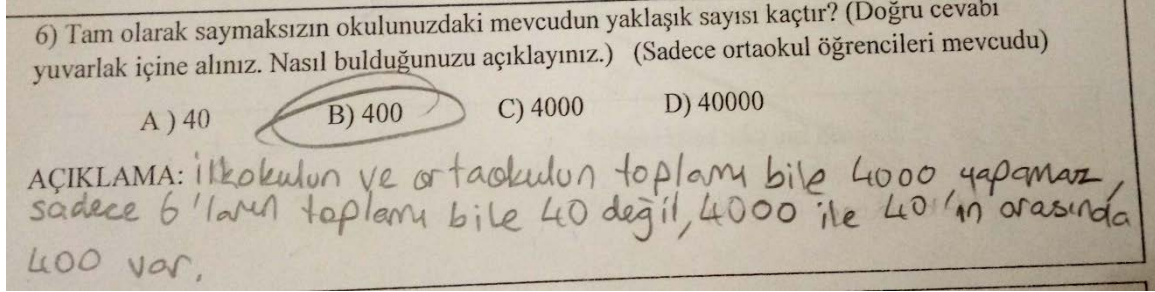 6) Tam olarak saymaksızın okulunuzdaki mevcudun yaklaşık sayısı kaçtır? (Doğru cevabı
yuvarlak içine alınız. Nasıl bulduğunuzu açıklayınız.) (Sadece ortaokul öğrencileri mevcudu)
A ) 40 B) 400 C) 4000 D) 40000
AÇIKLAMA: İlkokulun ve ortaokulun toplamı bile 4000 yapamaz,
sadece 6'ların toplamı bile 40 değil, 4000 ile 40'ın arasında
400 var.